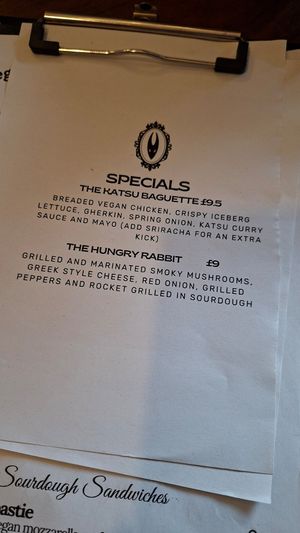 SPECIALS
THE KATSU BAGUETTE £9.5
BREADED VEGAN CHICKEN, CRISPY ICEBERG
LETTUCE, GHERKIN, SPRING ONION, KATSU CURRY
SAUCE AND MAYO (ADD SRIRACHA FOR AN EXTRA
KICK)
THE HUNGRY RABBIT £9
GRILLED AND MARINATED SMOKY MUSHROOMS,
GREEK STYLE CHEESE, RED ONION, GRILLED
PEPPERS AND ROCKET GRILLED IN SOURDOUGH
Sourdough Sandwiches
astie